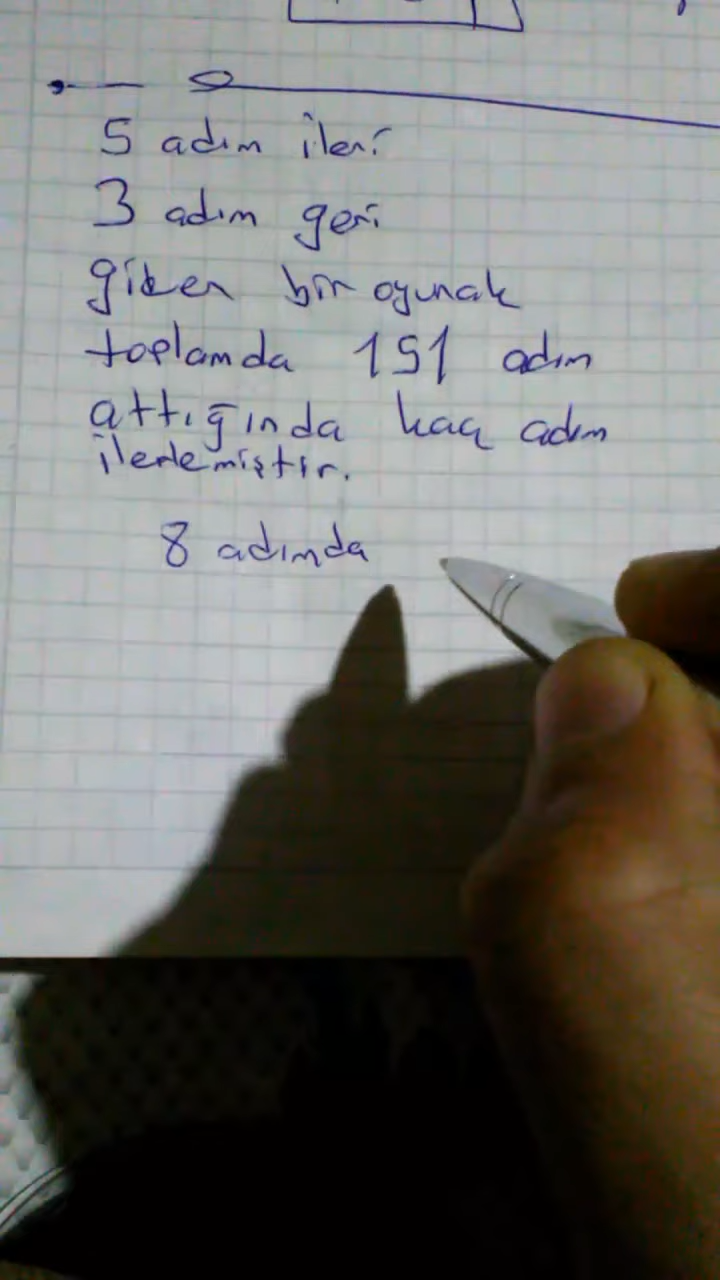 5 adım ileri
3 adım geri
giden bir oyuncak
toplamda 151 adım
attığında kaç adım
ilerlemiştir.
8 adımda